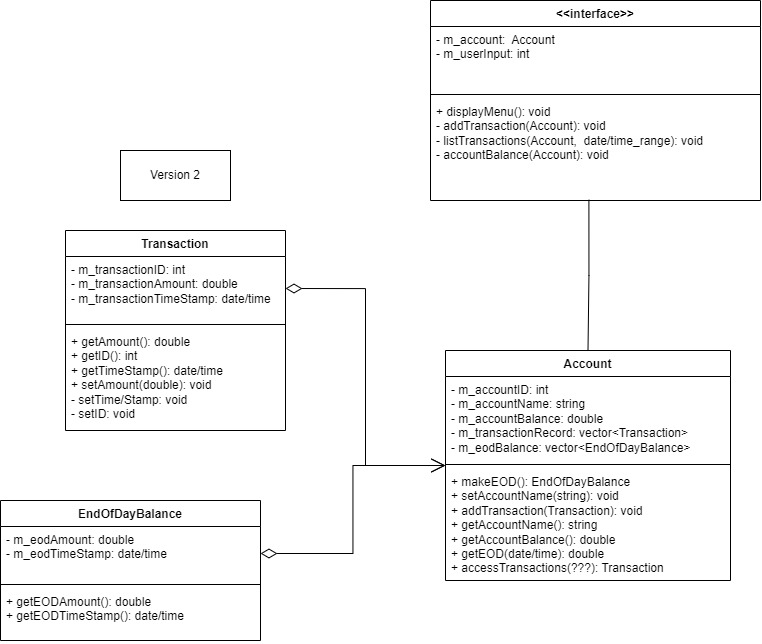 <<interface>>
- m_account:  Account
- m_userInput: int
+ displayMenu(): void
- addTransaction(Account): void
- listTransactions(Account,  date/time_range): void
- accountBalance(Account): void
Version 2
Transaction
- m_transactionID: int
- m_transactionAmount: double
- m_transactionTimeStamp: date/time
+ getAmount(): double
+ getID(): int
+ getTimeStamp(): date/time
+ setAmount(double): void
- setTime/Stamp: void
- setID: void
Account
- m_accountID: int
- m_accountName: string
- m_accountBalance: double
- m_transactionRecord: vector<Transaction>
- m_eodBalance: vector<EndOfDayBalance>
+ makeEOD(): EndOfDayBalance
+ setAccountName(string): void
+ addTransaction(Transaction): void
+ getAccountName(): string
+ getAccountBalance(): double
+ getEOD(date/time): double
+ accessTransactions(???): Transaction
EndOfDayBalance
- m_eodAmount: double
- m_eodTimeStamp: date/time
+ getEODAmount(): double
+ getEODTimeStamp(): date/time